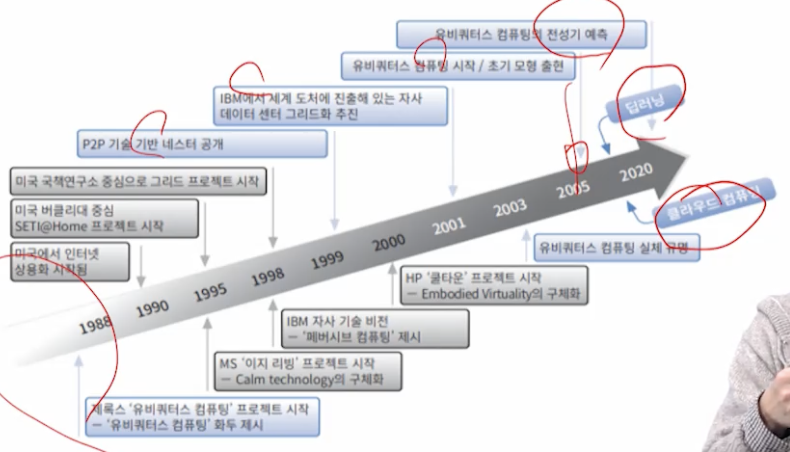 유비쿼터스 컴퓨팅의 전성기 예측
유비쿼터스 컴퓨팅 시작 / 초기 모형 출현
IBM에서 세계 도처에 진출해 있는 자사
데이터 센터 그리드화 추진
딥러닝
P2P 기술 기반 네스터 공개
미국 국책연구소 중심으로 그리드 프로젝트 시작
미국 버클리대 중심
SETI@Home 프로젝트 시작
미국에서 인터넷
상용화 시작됨
1988
1990
1995
1998
1999
2000
2001
2003
2005
2020
클라우드 컴퓨팅
유비쿼터스 컴퓨팅 실체 규명
HP ‘쿨타운’ 프로젝트 시작
— Embodied Virtuality의 구체화
IBM 자사 기술 비전
— ‘퍼버시브 컴퓨팅’ 제시
MS ‘이지 리빙’ 프로젝트 시작
— Calm technology의 구체화
제록스 ‘유비쿼터스 컴퓨팅’ 프로젝트 시작
— ‘유비쿼터스 컴퓨팅’ 화두 제시